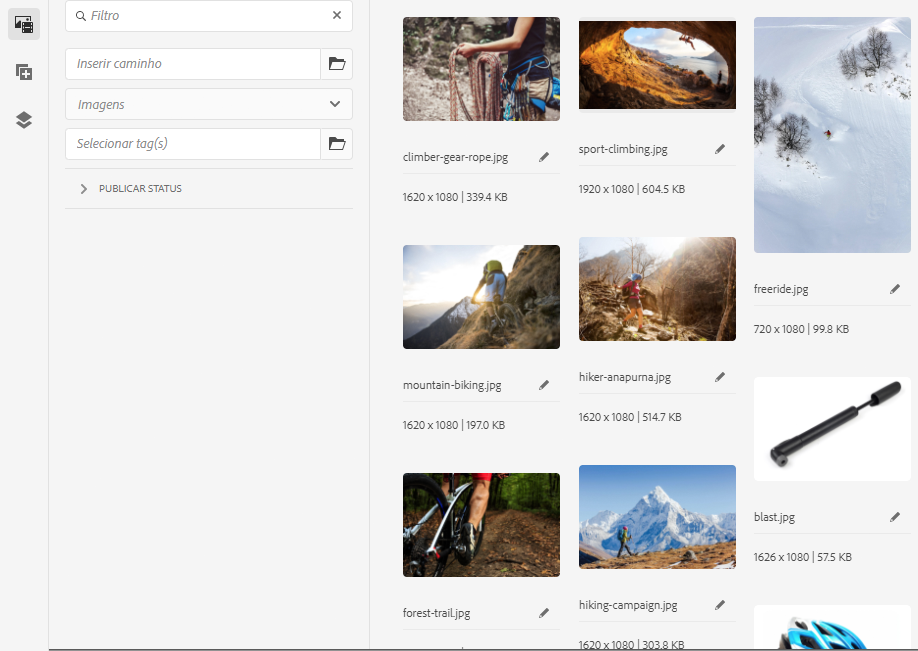 Filtro
Inserir caminho
Imagens
Selecionar tag(s)
PUBLICAR STATUS
climber-gear-rope.jpg
1620 x 1080 | 339.4 KB
mountain-biking.jpg
1620 x 1080 | 197.0 KB
forest-trail.jpg
sport-climbing.jpg
1920 x 1080 | 604.5 KB
hiker-anapurna.jpg
1620 x 1080 | 514.7 KB
hiking-campaign.jpg
1620 x 1080 | 303.8 KB
freeride.jpg
720 x 1080 | 99.8 KB
blast.jpg
1626 x 1080 | 57.5 KB